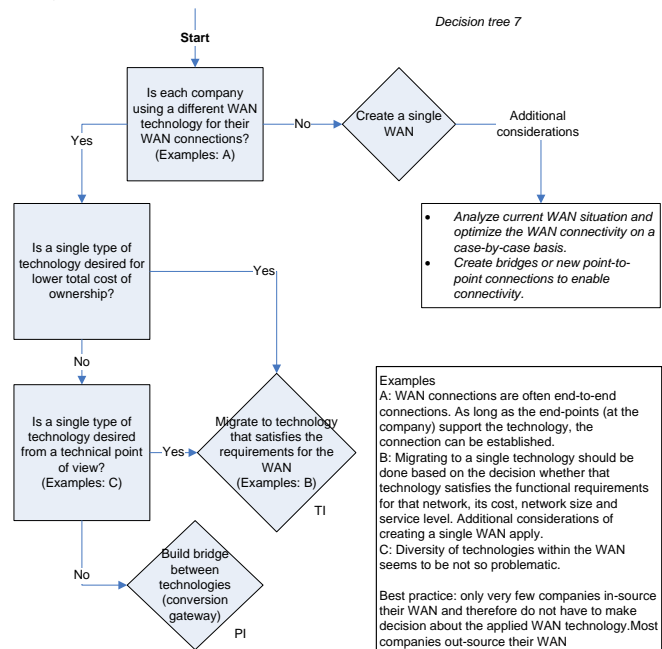 Decision tree 7
Start
Is each company
using a different WAN
technology for their
WAN connections?
(Examples: A)
No
Create a single
WAN
Additional
considerations
Yes
• Analyze current WAN situation and
optimize the WAN connectivity on a
case-by-case basis.
• Create bridges or new point-to-
point connections to enable
connectivity.
Is a single type of
technology desired for
lower total cost of
ownership?
Yes
No
Is a single type of
technology desired
from a technical point
of view?
(Examples: C)
Yes
Migrate to technology
that satisfies the
requirements for the
WAN
(Examples: B)
TI
No
Build bridge
between
technologies
(conversion
gateway)
PI
Examples
A: WAN connections are often end-to-end
connections. As long as the end-points (at the
company) support the technology, the
connection can be established.
B: Migrating to a single technology should be
done based on the decision whether that
technology satisfies the functional requirements
for that network, its cost, network size and
service level. Additional considerations of
creating a single WAN apply.
C: Diversity of technologies within the WAN
seems to be not so problematic.
Best practice: only very few companies in-source
their WAN and therefore do not have to make
decision about the applied WAN technology.Most
companies out-source their WAN